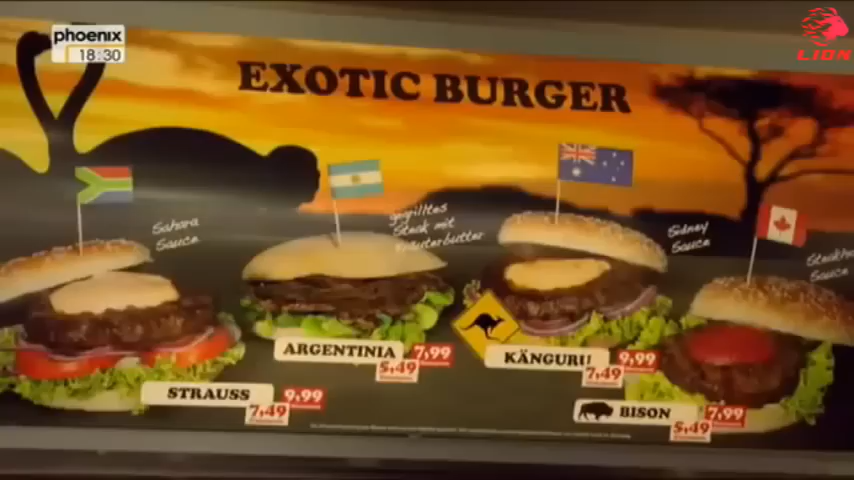 phoenix
18:30
LION
EXOTIC BURGER
Sahara
Sauce
gegrilltes
Steak mit
Kräuterbutter
Sidney
Sauce
Sauce
STRAUSS
9,99
7,49
ARGENTINIA
7,99
5,49
KÄNGURU
9,99
7,49
BISON
7,99
5,49